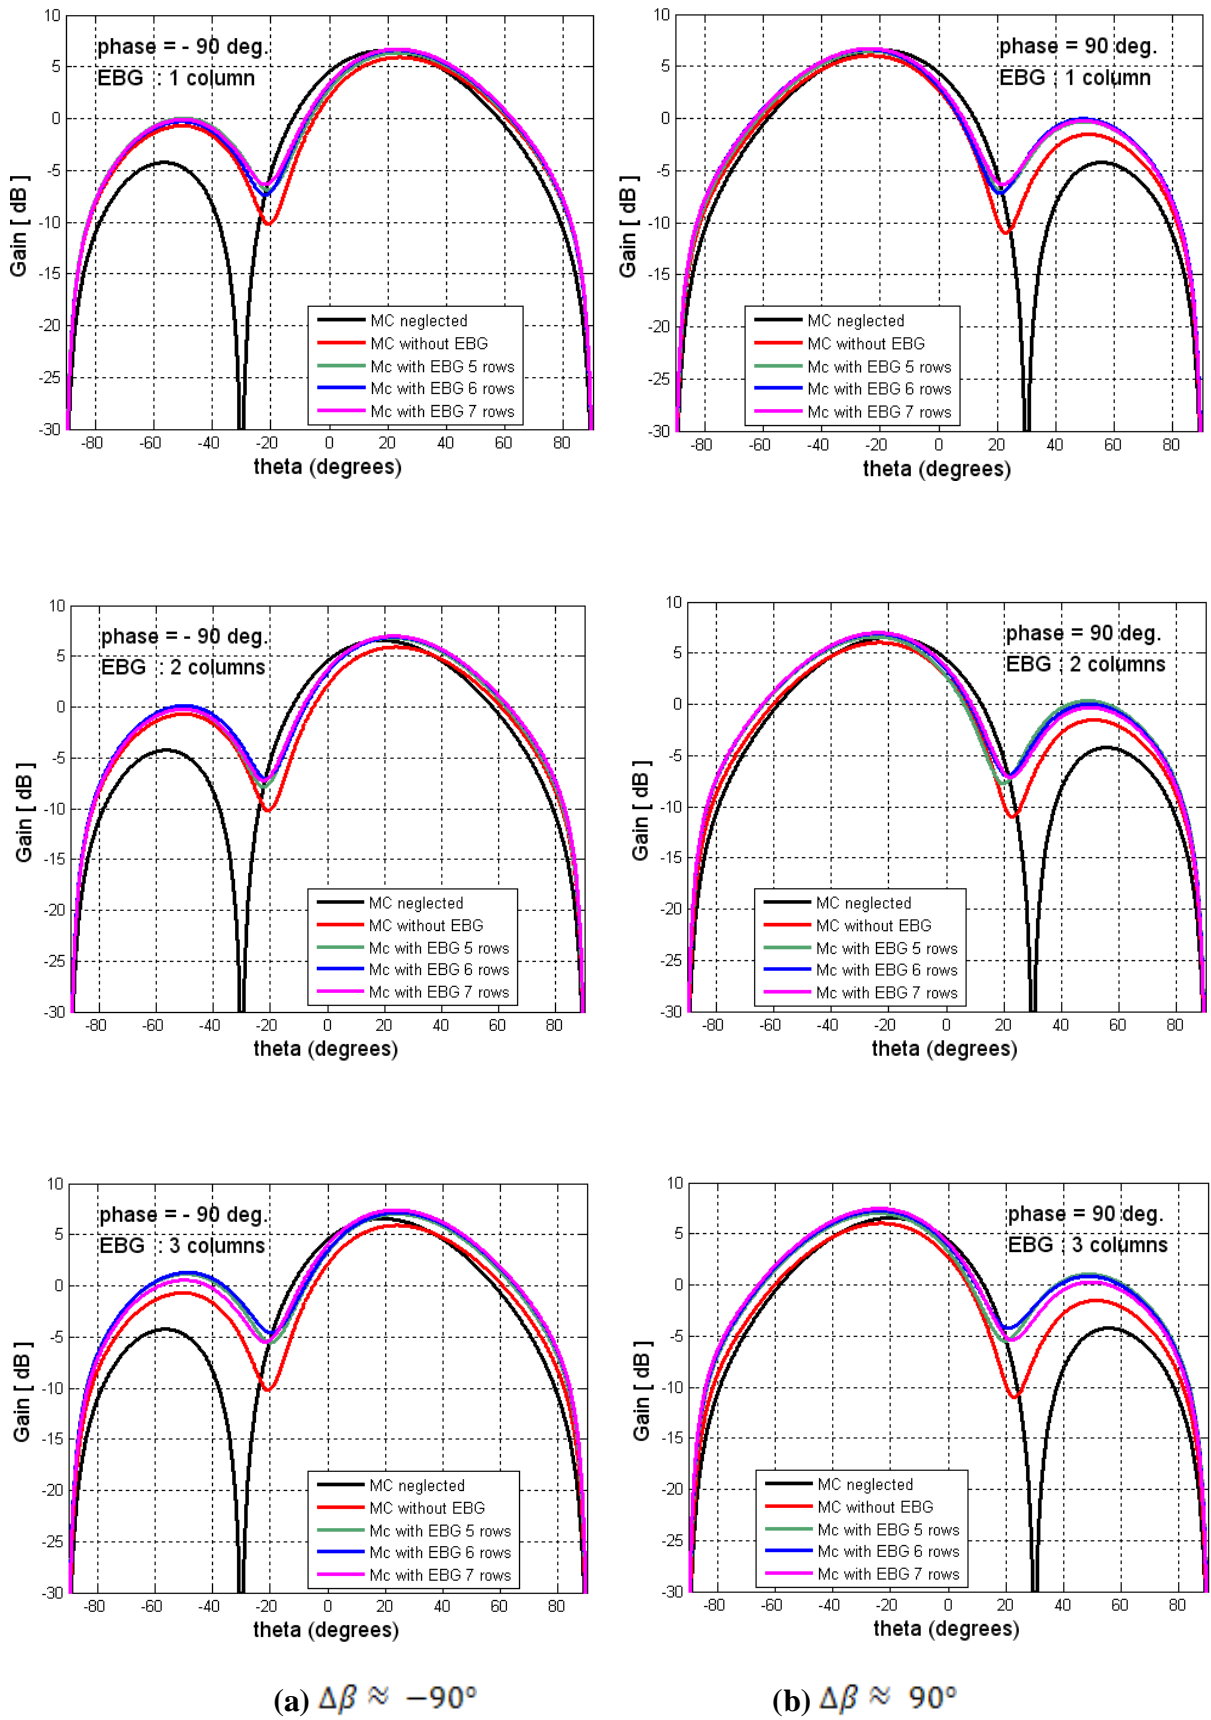 phase = - 90 deg.
EBG : 1 column
Gain [ dB ]
10
5
0
-5
-10
-15
-20
-25
-30
MC neglected
MC without EBG
Mc with EBG 5 rows
Mc with EBG 6 rows
Mc with EBG 7 rows
-80 -60 -40 -20 0 20 40 60 80
theta (degrees)
phase = 90 deg.
EBG : 1 column
Gain [ dB ]
10
5
0
-5
-10
-15
-20
-25
-30
MC neglected
MC without EBG
Mc with EBG 5 rows
Mc with EBG 6 rows
Mc with EBG 7 rows
-80 -60 -40 -20 0 20 40 60 80
theta (degrees)
phase = - 90 deg.
EBG : 2 columns
Gain [ dB ]
10
5
0
-5
-10
-15
-20
-25
-30
MC neglected
MC without EBG
Mc with EBG 5 rows
Mc with EBG 6 rows
Mc with EBG 7 rows
-80 -60 -40 -20 0 20 40 60 80
theta (degrees)
phase = 90 deg.
EBG : 2 columns
Gain [ dB ]
10
5
0
-5
-10
-15
-20
-25
-30
MC neglected
MC without EBG
Mc with EBG 5 rows
Mc with EBG 6 rows
Mc with EBG 7 rows
-80 -60 -40 -20 0 20 40 60 80
theta (degrees)
phase = - 90 deg.
EBG : 3 columns
Gain [ dB ]
10
5
0
-5
-10
-15
-20
-25
-30
MC neglected
MC without EBG
Mc with EBG 5 rows
Mc with EBG 6 rows
Mc with EBG 7 rows
-80 -60 -40 -20 0 20 40 60 80
theta (degrees)
phase = 90 deg.
EBG : 3 columns
Gain [ dB ]
10
5
0
-5
-10
-15
-20
-25
-30
MC neglected
MC without EBG
Mc with EBG 5 rows
Mc with EBG 6 rows
Mc with EBG 7 rows
-80 -60 -40 -20 0 20 40 60 80
theta (degrees)
(a) Δβ ≈ −90°
(b) Δβ ≈ 90°